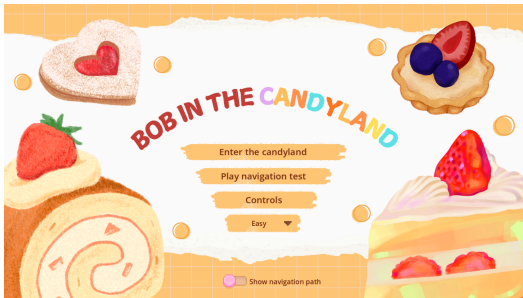 BOB IN THE CANDYLAND
Enter the candyland
Play navigation test
Controls
Easy
Show navigation path